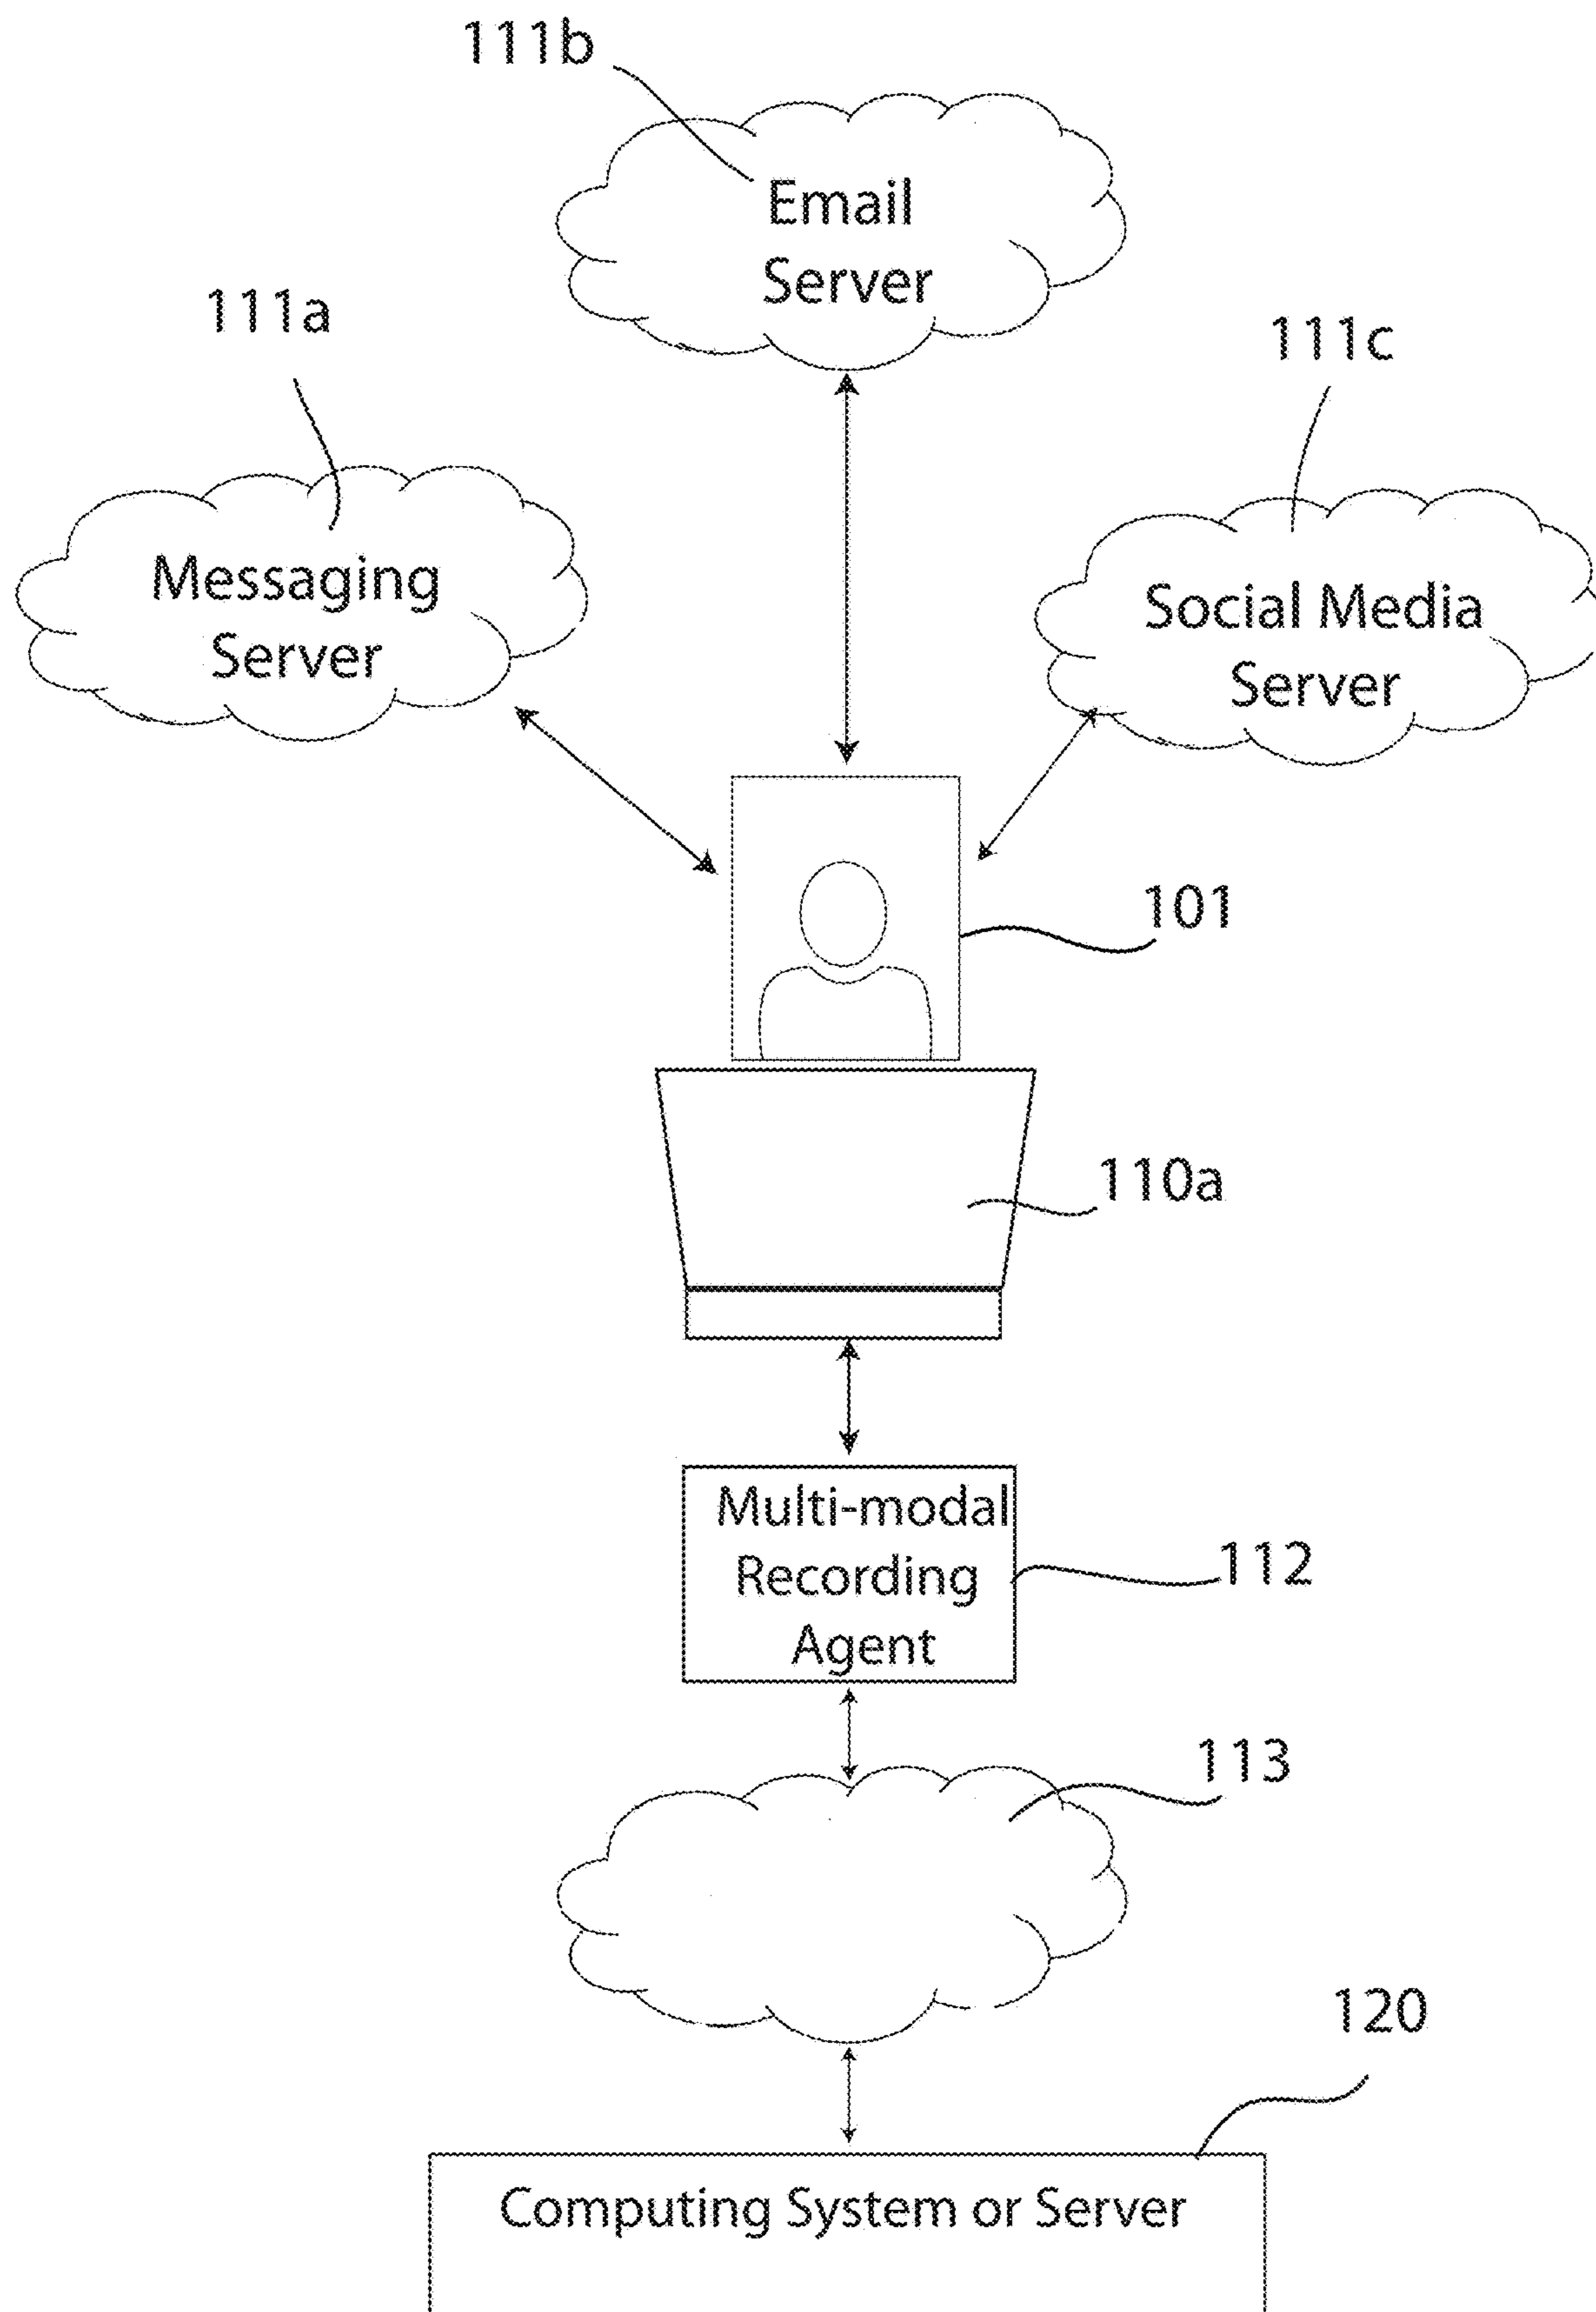 111b
Email
Server
111a
Messaging
Server
111c
Social Media
Server
101
110a
Multi-modal
Recording
Agent
112
113
120
Computing System or Server